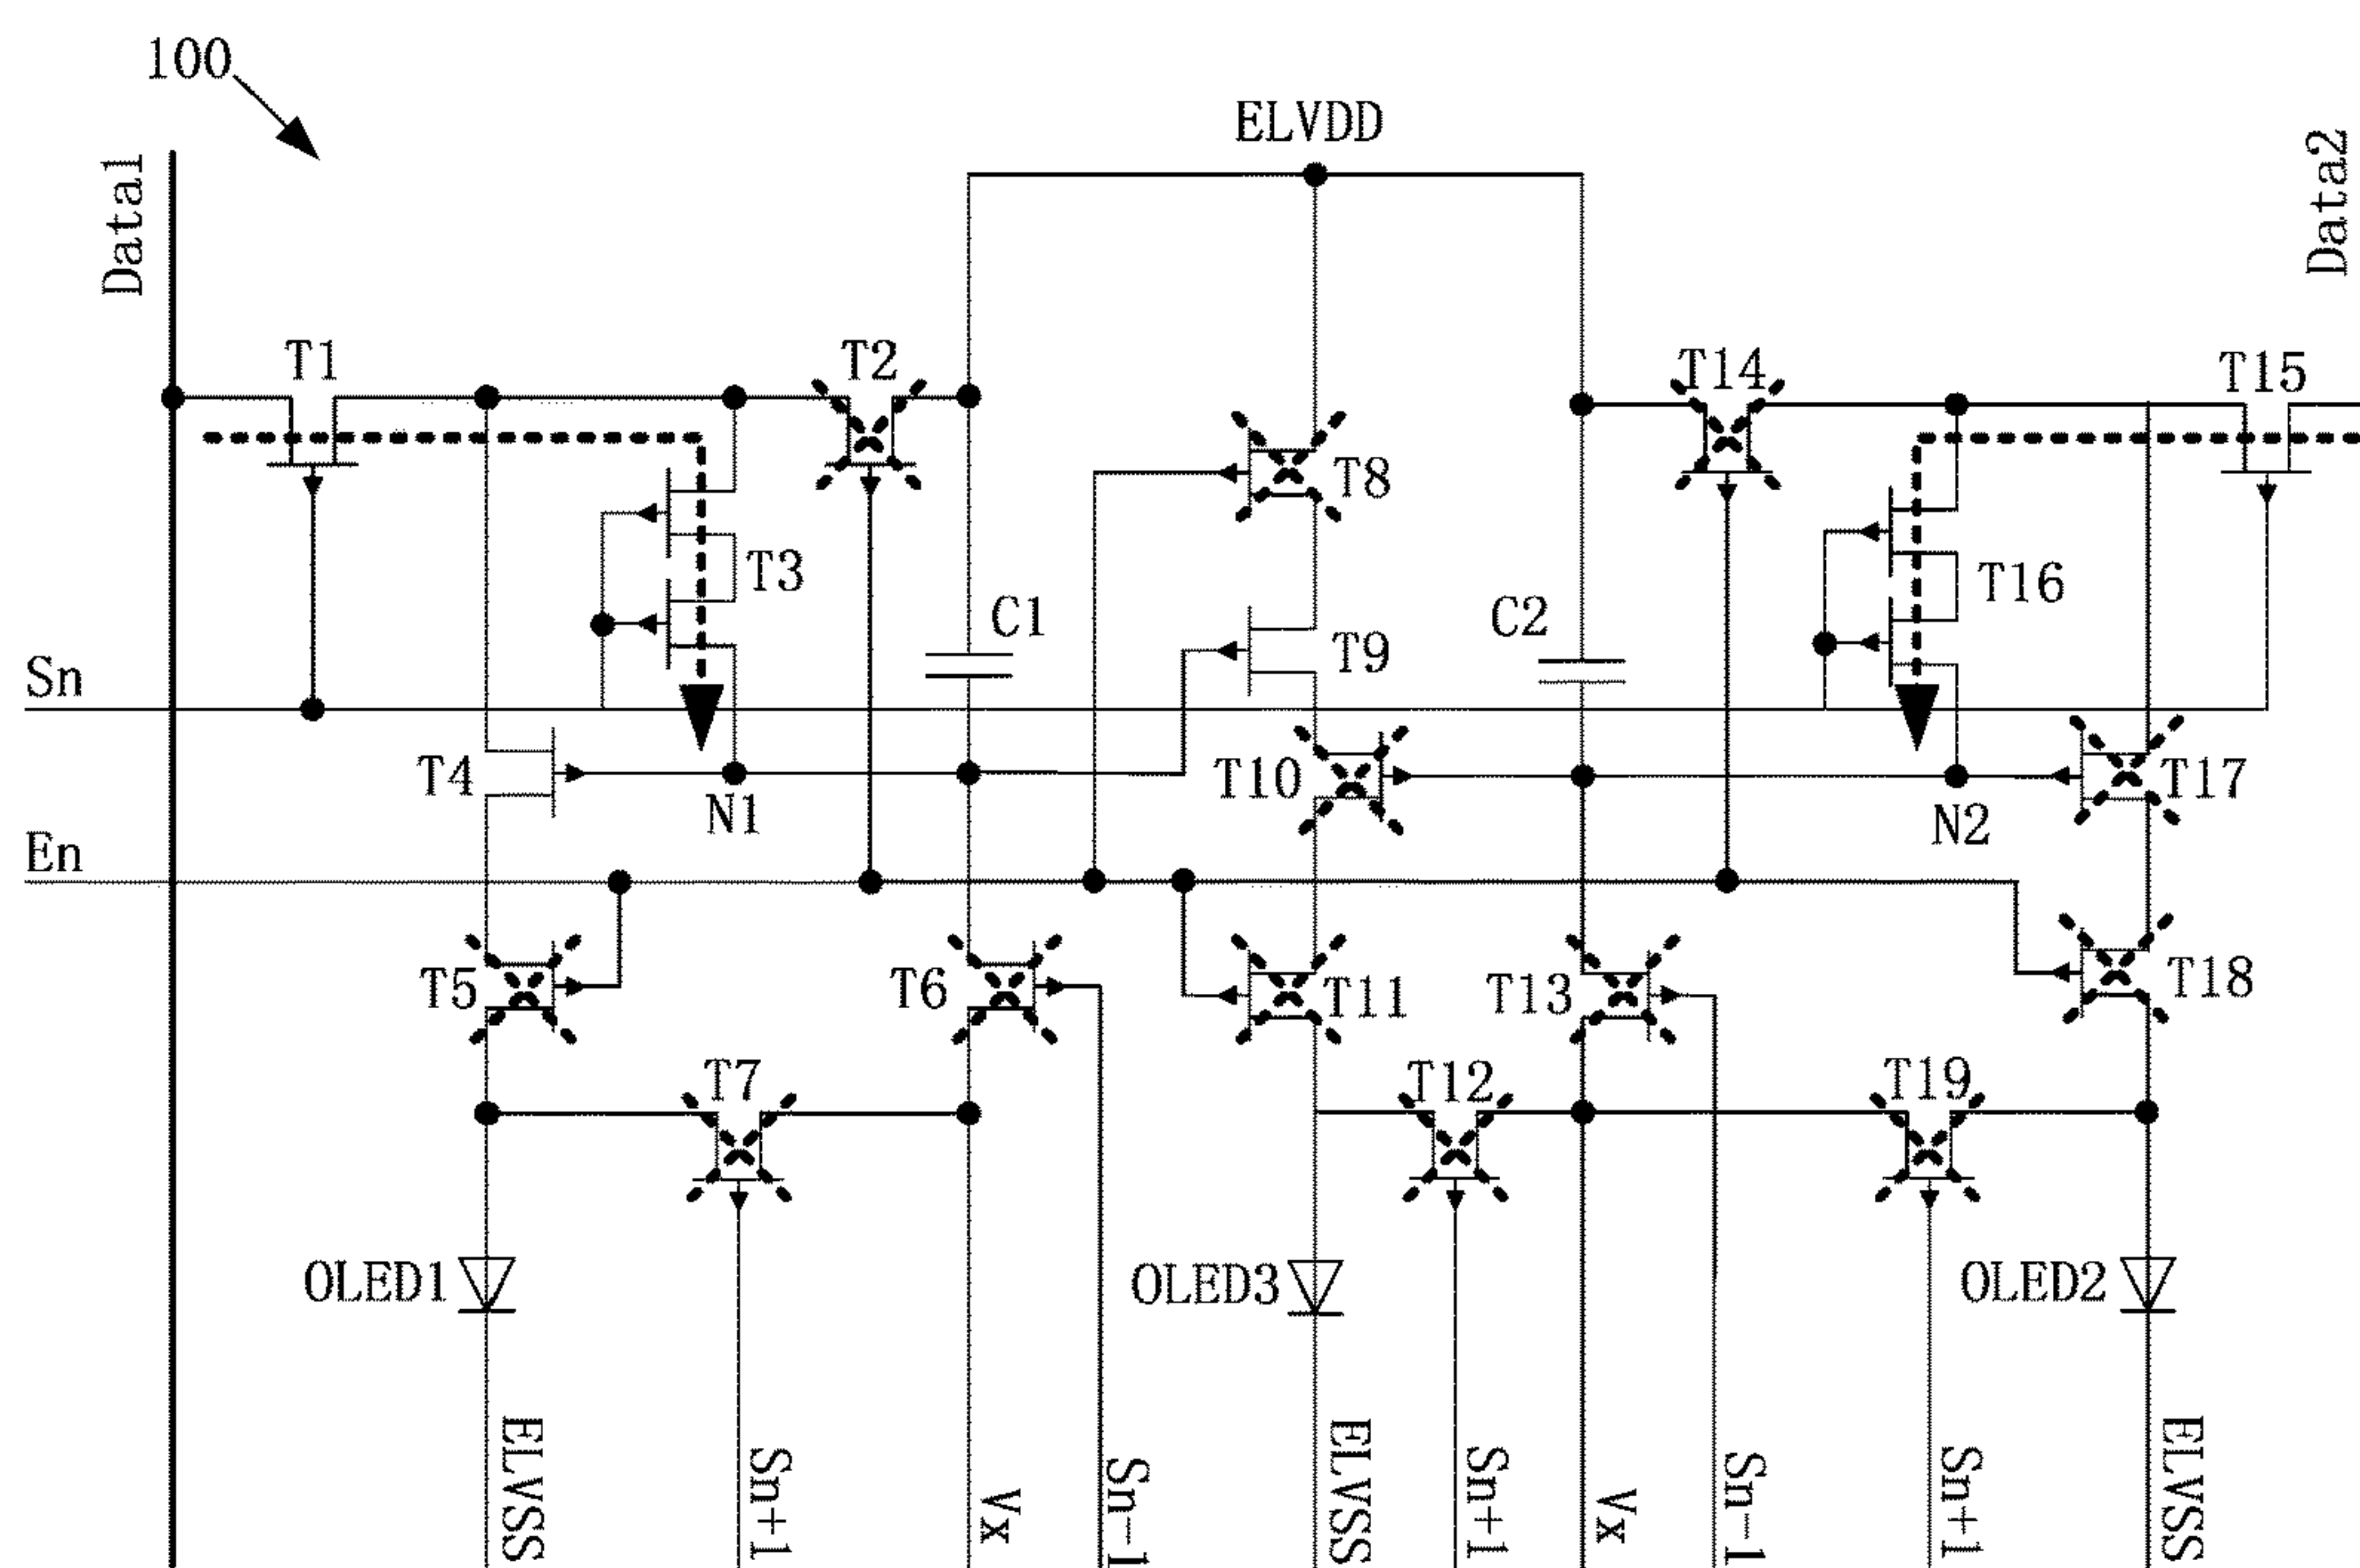 100
ELVDD
Data1
Data2
T1
T2
T14
T15
T8
T3
T16
C1
C2
T9
Sn
T4
N1
T10
N2
T17
En
T5
T6
T11
T13
T18
T7
T12
T19
OLED1
OLED3
OLED2
ELVSS
Sn+1
Vx
Sn-1
ELVSS
Sn+1
Vx
Sn-1
Sn+1
ELVSS